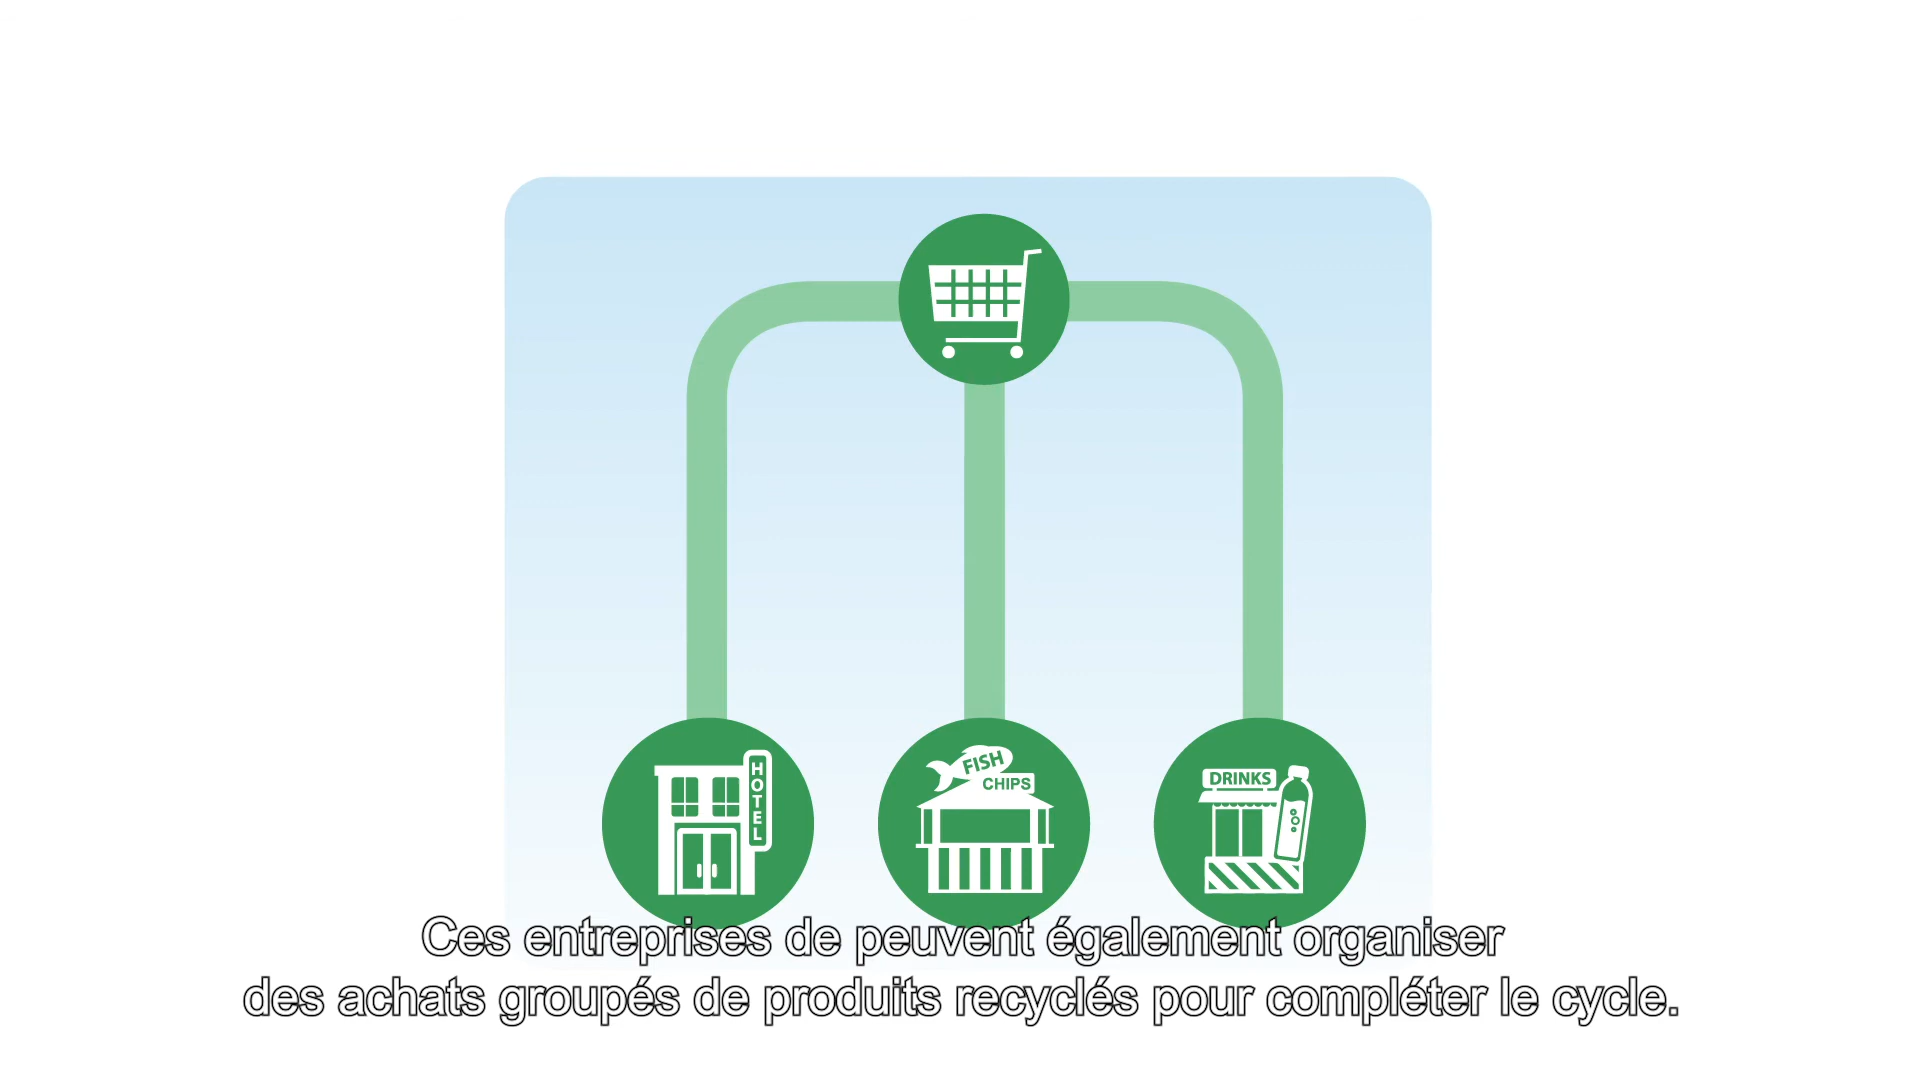 FISH
CHIPS
HOTEL
DRINKS
Ces entreprises de peuvent également organiser
des achats groupés de produits recyclés pour compléter le cycle.